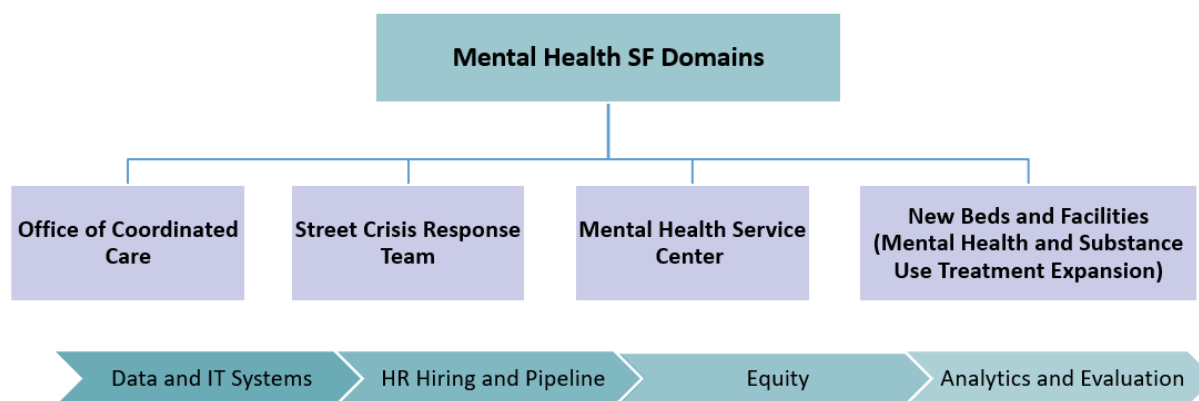 Mental Health SF Domains
Office of Coordinated
Care
Street Crisis Response
Team
Mental Health Service
Center
New Beds and Facilities
(Mental Health and Substance
Use Treatment Expansion)
Data and IT Systems
HR Hiring and Pipeline
Equity
Analytics and Evaluation